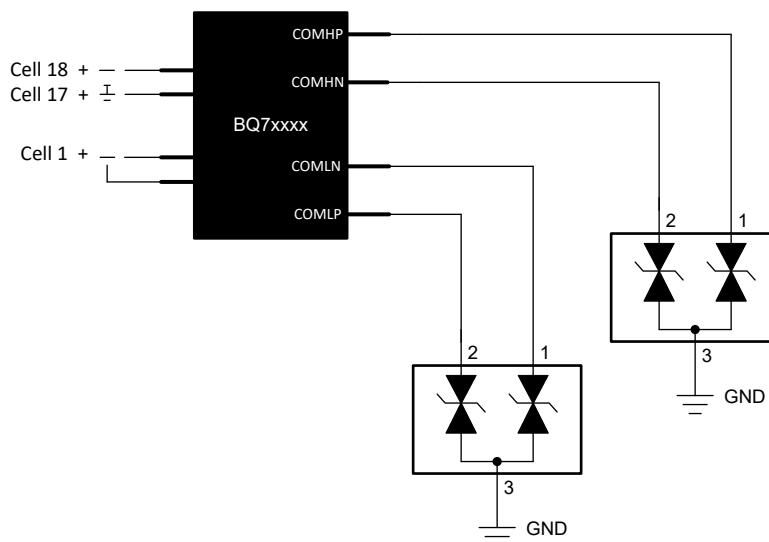 COMHP
Cell 18 +
COMHN
Cell 17 +
BQ7xxxx
Cell 1 +
COMLN
COMLP
2
1
3
GND
2
1
3
GND